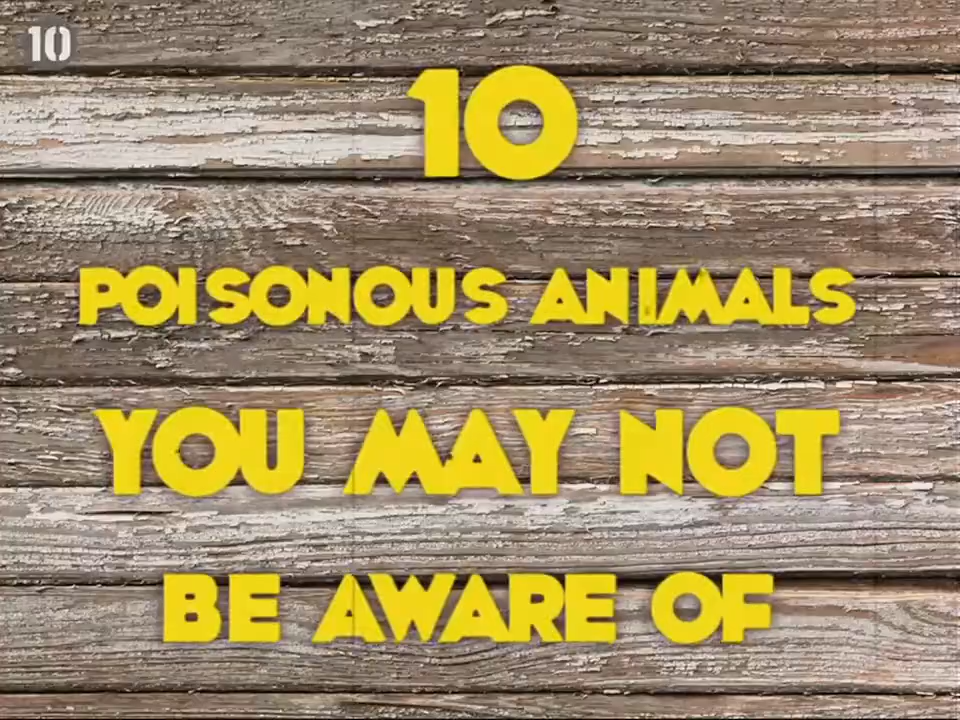 10
10
POISONOUS ANIMALS
YOU MAY NOT
BE AWARE OF